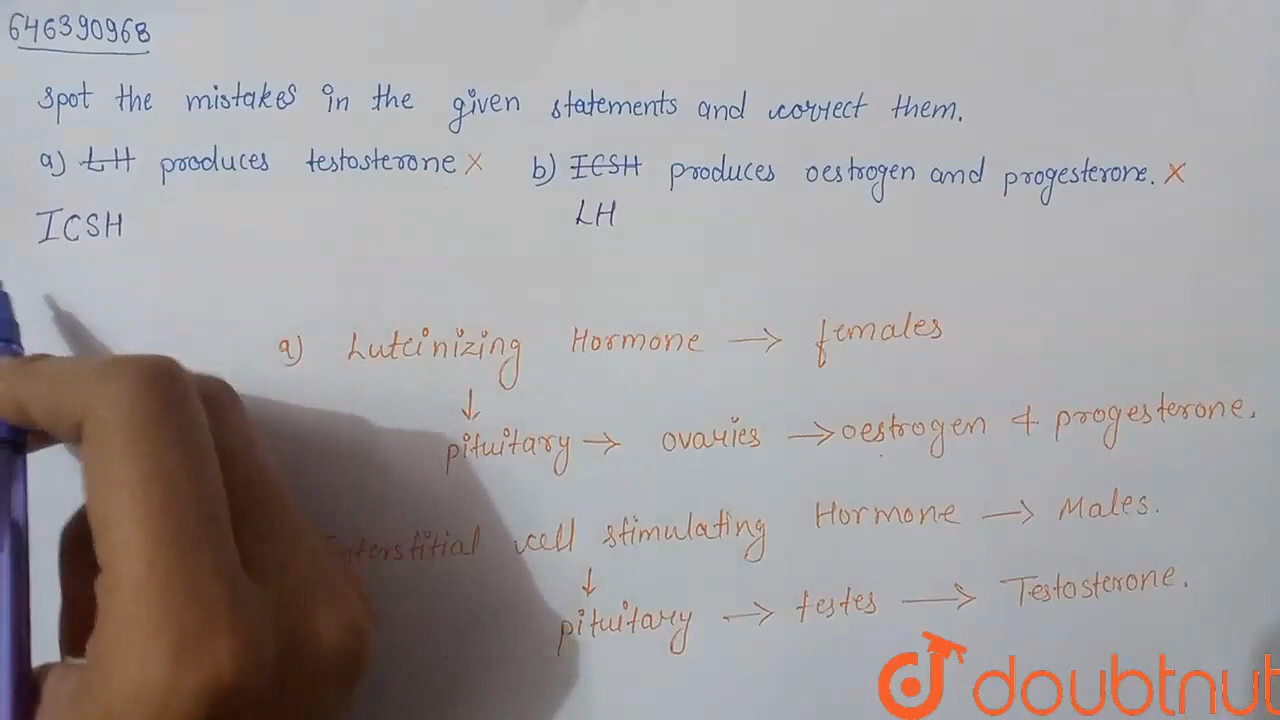 646390968
Spot the mistakes in the given statements and correct them.
a) LH produces testosterone X b) ICSH produces oestrogen and progesterone. X
ICSH LH
a) Luteinizing Hormone → females
↓
pituitary → ovaries → oestrogen & progesterone.
Interstitial cell stimulating Hormone → Males.
↓
pituitary → testes → Testosterone.
doubtnut